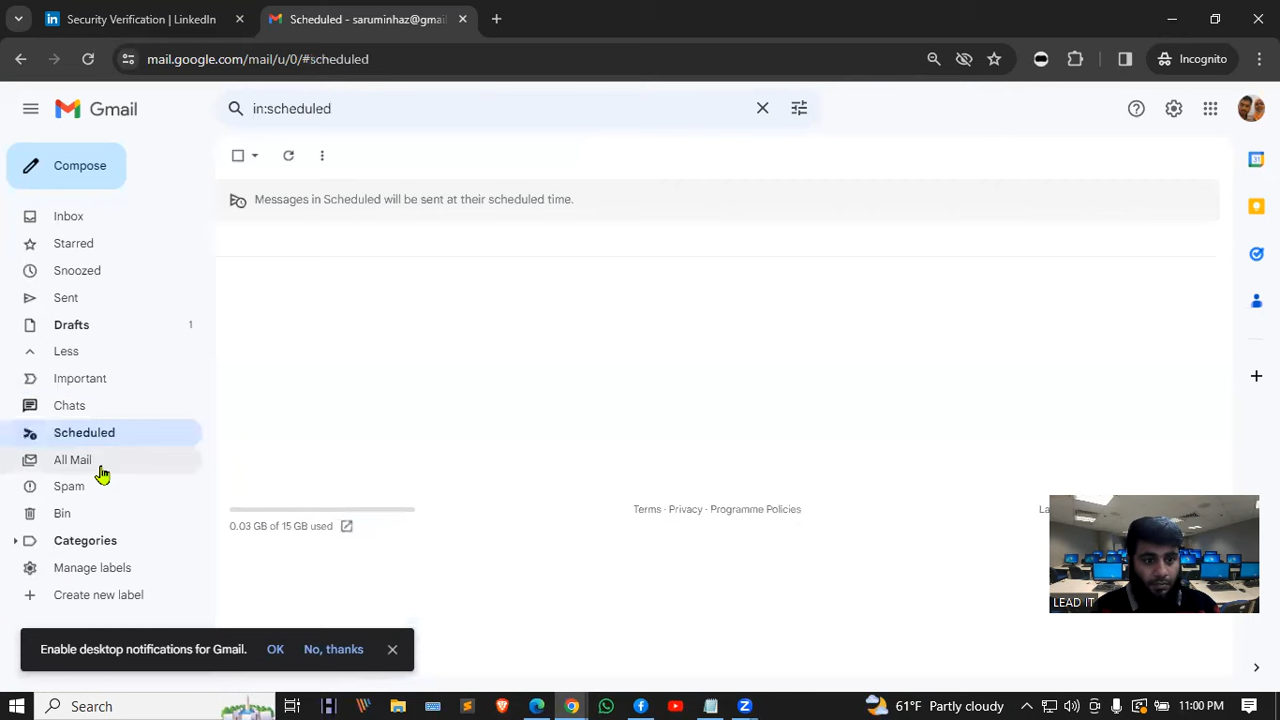 Security Verification | LinkedIn
Scheduled - saruminhaz@gmai
mail.google.com/mail/u/0/#scheduled
Incognito
Gmail
in:scheduled
Compose
Messages in Scheduled will be sent at their scheduled time.
Inbox
Starred
Snoozed
Sent
Drafts 1
Less
Important
Chats
Scheduled
All Mail
Spam
Bin
Categories
Manage labels
Create new label
0.03 GB of 15 GB used
Terms · Privacy · Programme Policies
La
LEAD IT
Enable desktop notifications for Gmail. OK No, thanks
Search
61°F Partly cloudy
11:00 PM